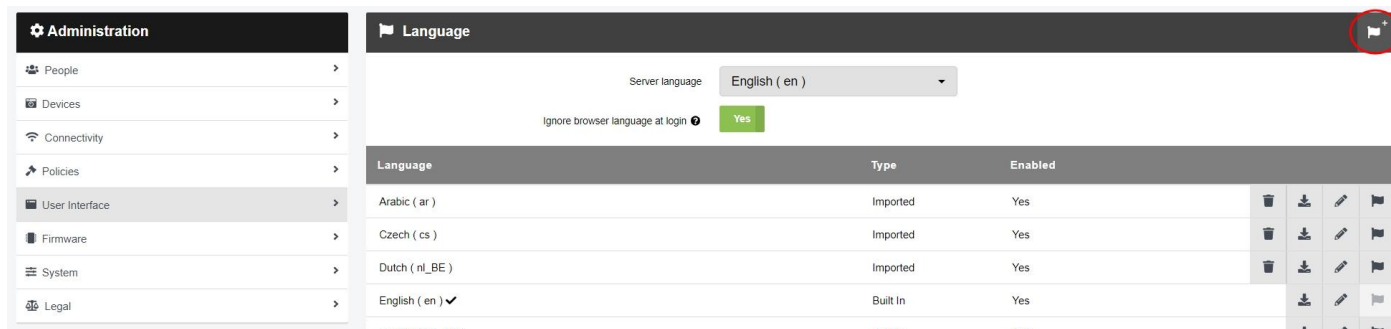 Administration
People
Devices
Connectivity
Policies
User Interface
Firmware
System
Legal
Language
Server language English ( en )
Ignore browser language at login Yes
Language Type Enabled
Arabic ( ar ) Imported Yes
Czech ( cs ) Imported Yes
Dutch ( nl_BE ) Imported Yes
English ( en ) Built In Yes